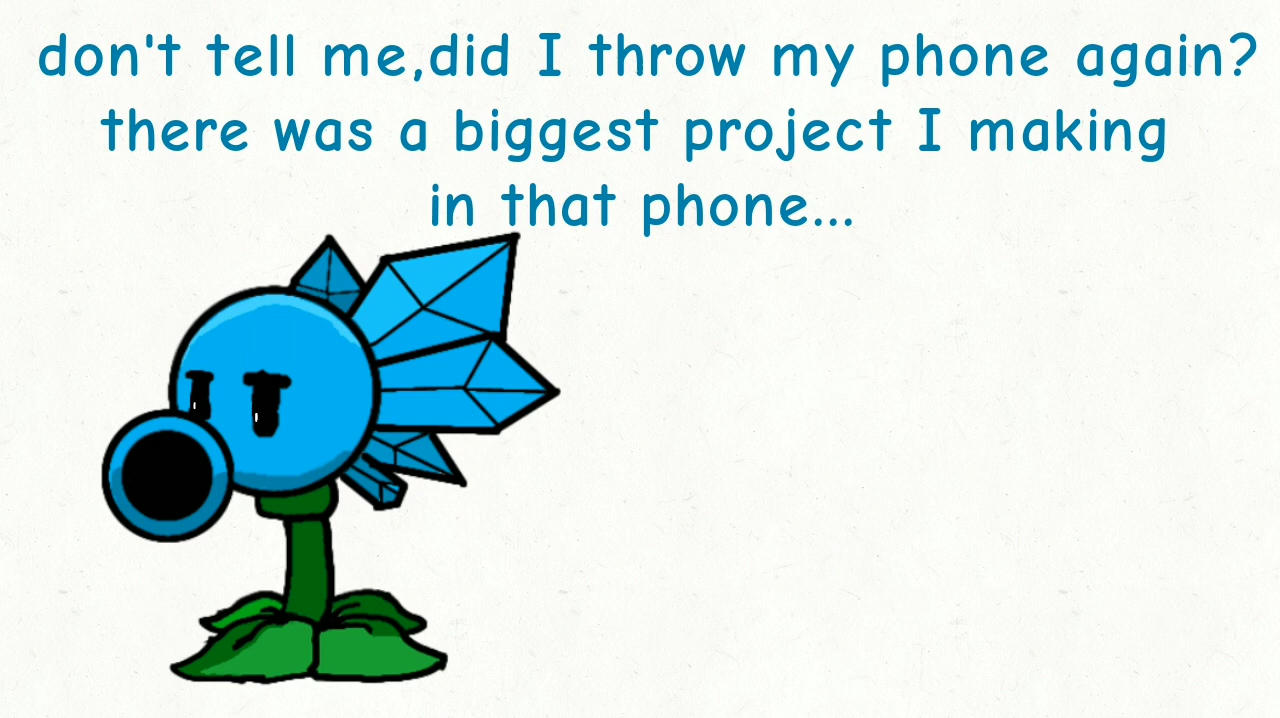 don't tell me,did I throw my phone again?
there was a biggest project I making
in that phone...